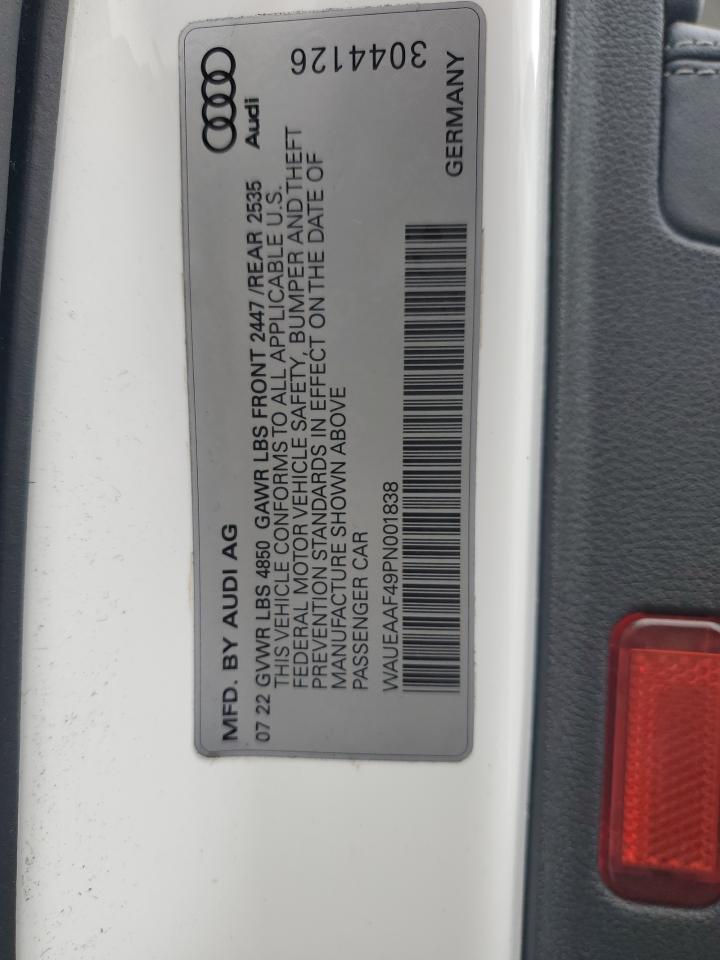 MFD. BY AUDI AG
07 22 GVWR LBS 4850 GAWR LBS FRONT 2447 /REAR 2535
THIS VEHICLE CONFORMS TO ALL APPLICABLE U.S.
FEDERAL MOTOR VEHICLE SAFETY, BUMPER AND THEFT
PREVENTION STANDARDS IN EFFECT ON THE DATE OF
MANUFACTURE SHOWN ABOVE
PASSENGER CAR
WAUEAAF49PN001838
Audi
3044126
GERMANY